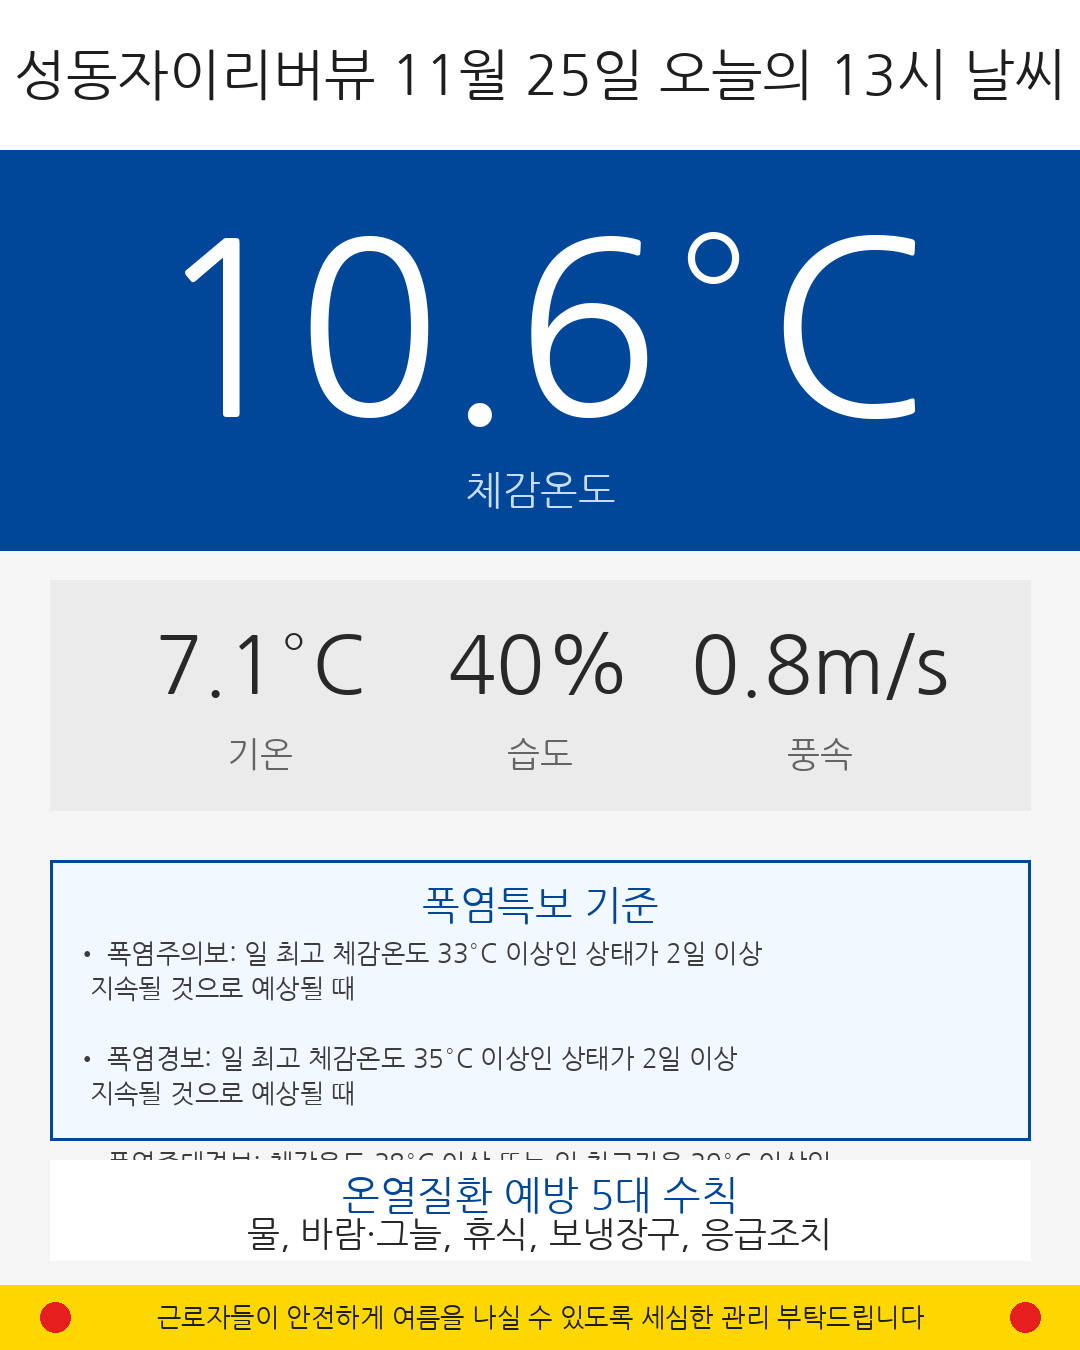 성동자이리버뷰 11월 25일 오늘의 13시 날씨
10.6°C
체감온도
7.1°C 40% 0.8m/s
기온 습도 풍속
폭염특보 기준
• 폭염주의보: 일 최고 체감온도 33°C 이상인 상태가 2일 이상
지속될 것으로 예상될 때
• 폭염경보: 일 최고 체감온도 35°C 이상인 상태가 2일 이상
지속될 것으로 예상될 때
온열질환 예방 5대 수칙
물, 바람·그늘, 휴식, 보냉장구, 응급조치
근로자들이 안전하게 여름을 나실 수 있도록 세심한 관리 부탁드립니다